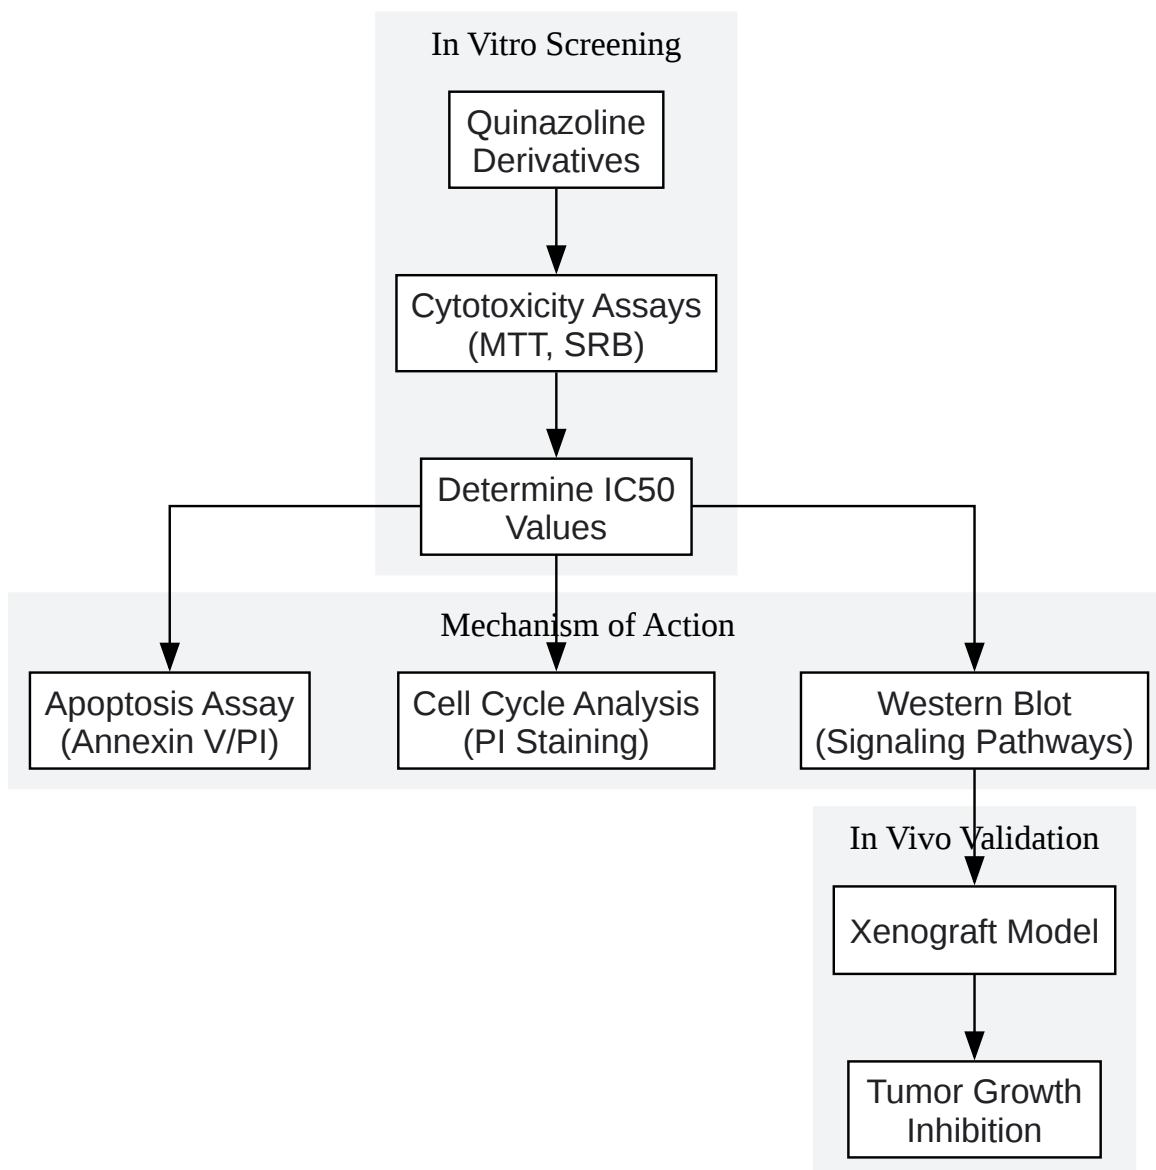 In Vitro Screening
Quinazoline
Derivatives
Cytotoxicity Assays
(MTT, SRB)
Determine IC50
Values
Mechanism of Action
Apoptosis Assay
(Annexin V/PI)
Cell Cycle Analysis
(PI Staining)
Western Blot
(Signaling Pathways)
In Vivo Validation
Xenograft Model
Tumor Growth
Inhibition